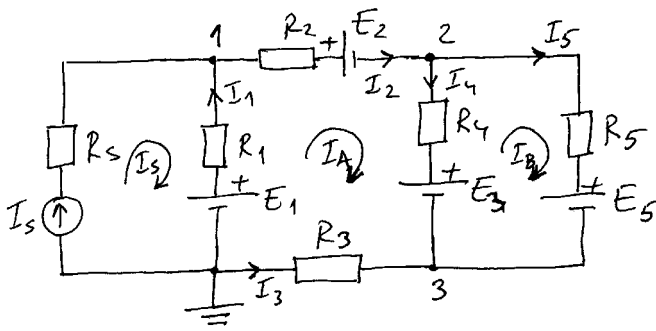 1 R2 + E2 2 I5
I1 I2 I4
Rs Is R1 IA R4 IB R5
+ + +
Is E1 E3 E5
R3
I3 3